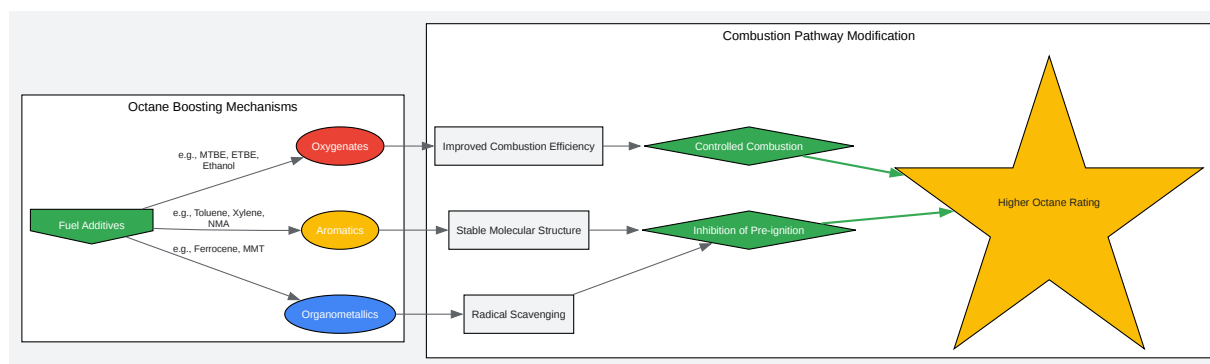 Combustion Pathway Modification
Octane Boosting Mechanisms
Fuel Additives
e.g., MTBE, ETBE,
Ethanol
e.g., Toluene, Xylene,
NMA
e.g., Ferrocene, MMT
Oxygenates
Aromatics
Organometallics
Improved Combustion Efficiency
Stable Molecular Structure
Radical Scavenging
Controlled Combustion
Inhibition of Pre-ignition
Higher Octane Rating